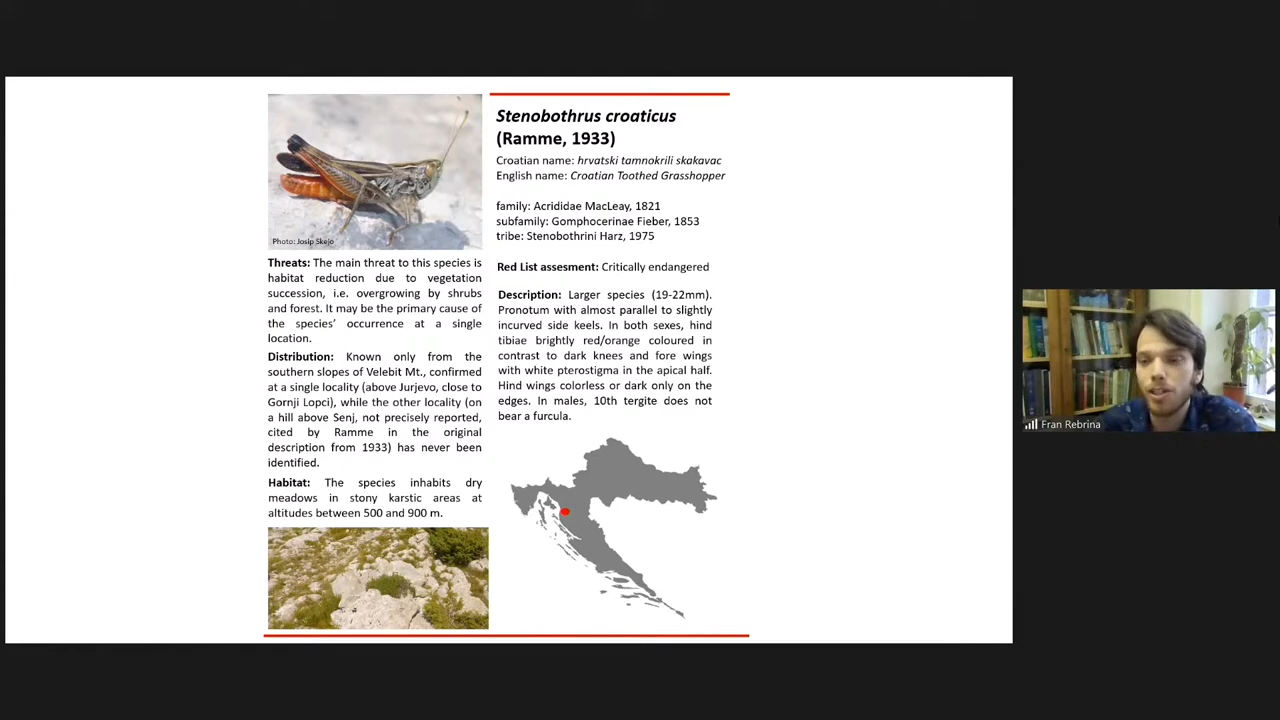 Photo: Josip Skejo
Threats: The main threat to this species is
habitat reduction due to vegetation
succession, i.e. overgrowing by shrubs
and forest. It may be the primary cause of
the species' occurrence at a single
location.
Distribution: Known only from the
southern slopes of Velebit Mt., confirmed
at a single locality (above Jurjevo, close to
Gornji Lopci), while the other locality (on
a hill above Senj, not precisely reported,
cited by Ramme in the original
description from 1933) has never been
identified.
Habitat: The species inhabits dry
meadows in stony karstic areas at
altitudes between 500 and 900 m.
Stenobothrus croaticus
(Ramme, 1933)
Croatian name: hrvatski tamnokrili skakavac
English name: Croatian Toothed Grasshopper
family: Acrididae MacLeay, 1821
subfamily: Gomphocerinae Fieber, 1853
tribe: Stenobothrini Harz, 1975
Red List assesment: Critically endangered
Description: Larger species (19-22mm).
Pronotum with almost parallel to slightly
incurved side keels. In both sexes, hind
tibiae brightly red/orange coloured in
contrast to dark knees and fore wings
with white pterostigma in the apical half.
Hind wings colorless or dark only on the
edges. In males, 10th tergite does not
bear a furcula.
Fran Rebrina